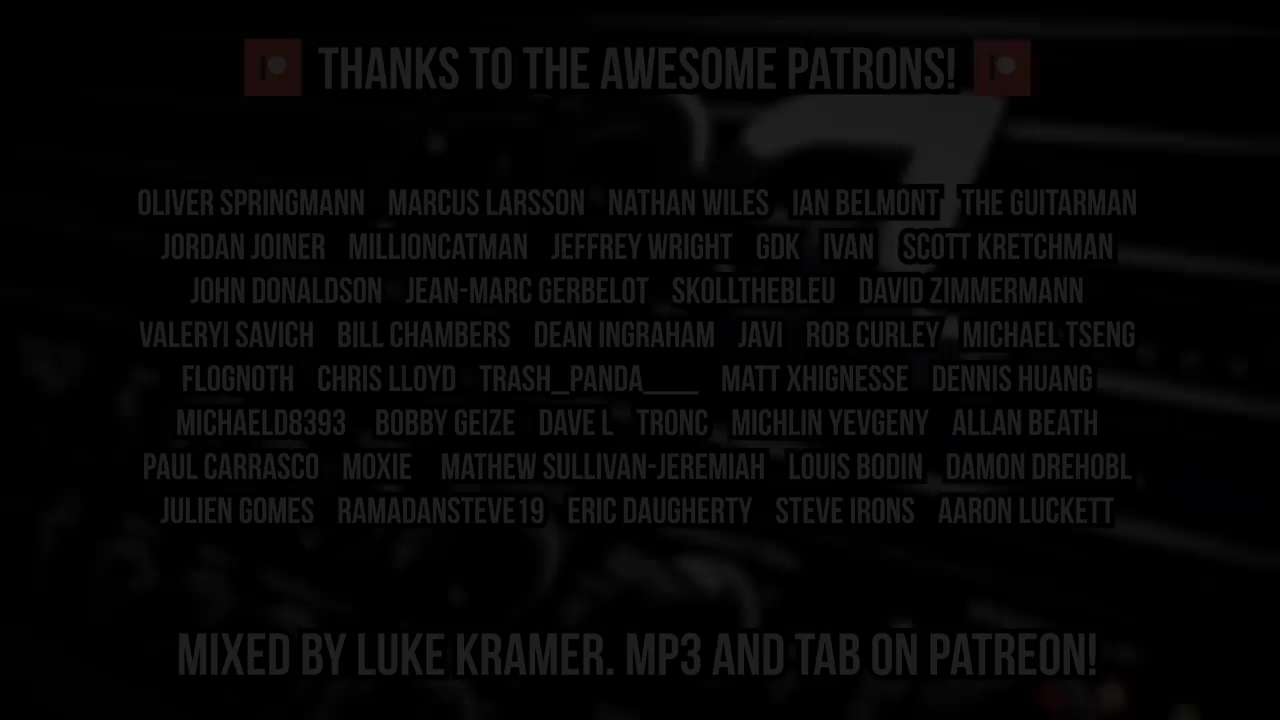 THANKS TO THE AWESOME PATRONS!
OLIVER SPRINGMANN MARCUS LARSSON NATHAN WILES IAN BELMONT THE GUITARMAN
JORDAN JOINER MILLIONCATMAN JEFFREY WRIGHT GDK IVAN SCOTT KRETCHMAN
JOHN DONALDSON JEAN-MARC GERBELOT SKOLLTHEBLEU DAVID ZIMMERMANN
VALERYI SAVICH BILL CHAMBERS DEAN INGRAHAM JAVI ROB CURLEY MICHAEL TSENG
FLOGNOTH CHRIS LLOYD TRASH_PANDA___ MATT XHIGNESSE DENNIS HUANG
MICHAELD8393 BOBBY GEIZE DAVE L TRONC MICHLIN YEVGENY ALLAN BEATH
PAUL CARRASCO MOXIE MATHEW SULLIVAN-JEREMIAH LOUIS BODIN DAMON DREHOBL
JULIEN GOMES RAMADANSTEVE19 ERIC DAUGHERTY STEVE IRONS AARON LUCKETT
MIXED BY LUKE KRAMER. MP3 AND TAB ON PATREON!